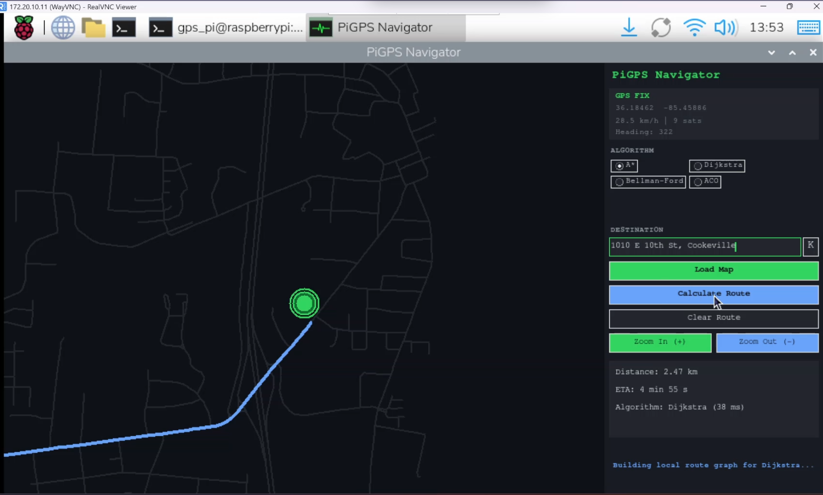 172.20.10.11 (WayVNC) - RealVNC Viewer
gps_pi@raspberrypi:...
PiGPS Navigator
13:53
PiGPS Navigator
PiGPS Navigator
GPS FIX
36.18462 -85.45886
28.5 km/h | 9 sats
Heading: 322
ALGORITHM
A*
Dijkstra
Bellman-Ford
ACO
DESTINATION
1010 E 10th St, Cookeville
K
Load Map
Calculate Route
Clear Route
Zoom In (+)
Zoom Out (-)
Distance: 2.47 km
ETA: 4 min 55 s
Algorithm: Dijkstra (38 ms)
Building local route graph for Dijkstra...